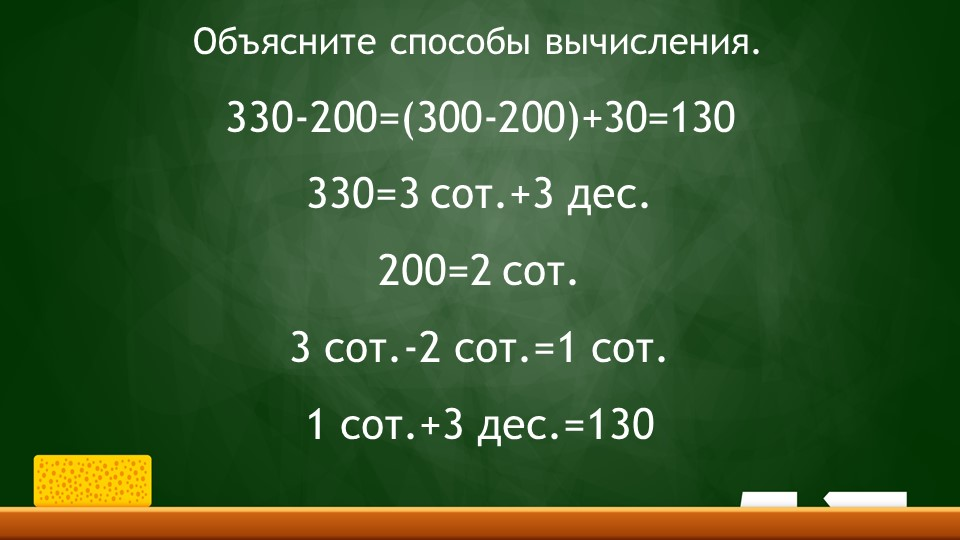 Объясните способы вычисления.
330-200=(300-200)+30=130
330=3 сот.+3 дес.
200=2 сот.
3 сот.-2 сот.=1 сот.
1 сот.+3 дес.=130